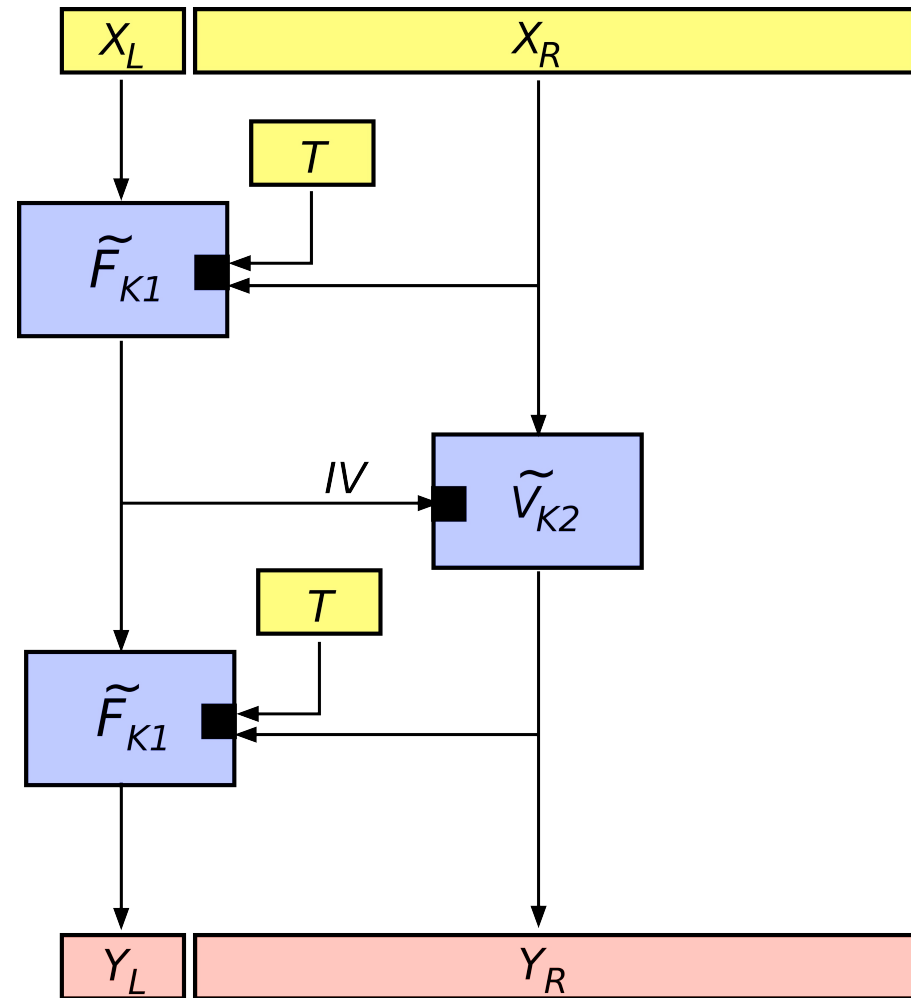 X_L X_R
T
F̃_K1
IV
Ṽ_K2
T
F̃_K1
Y_L Y_R